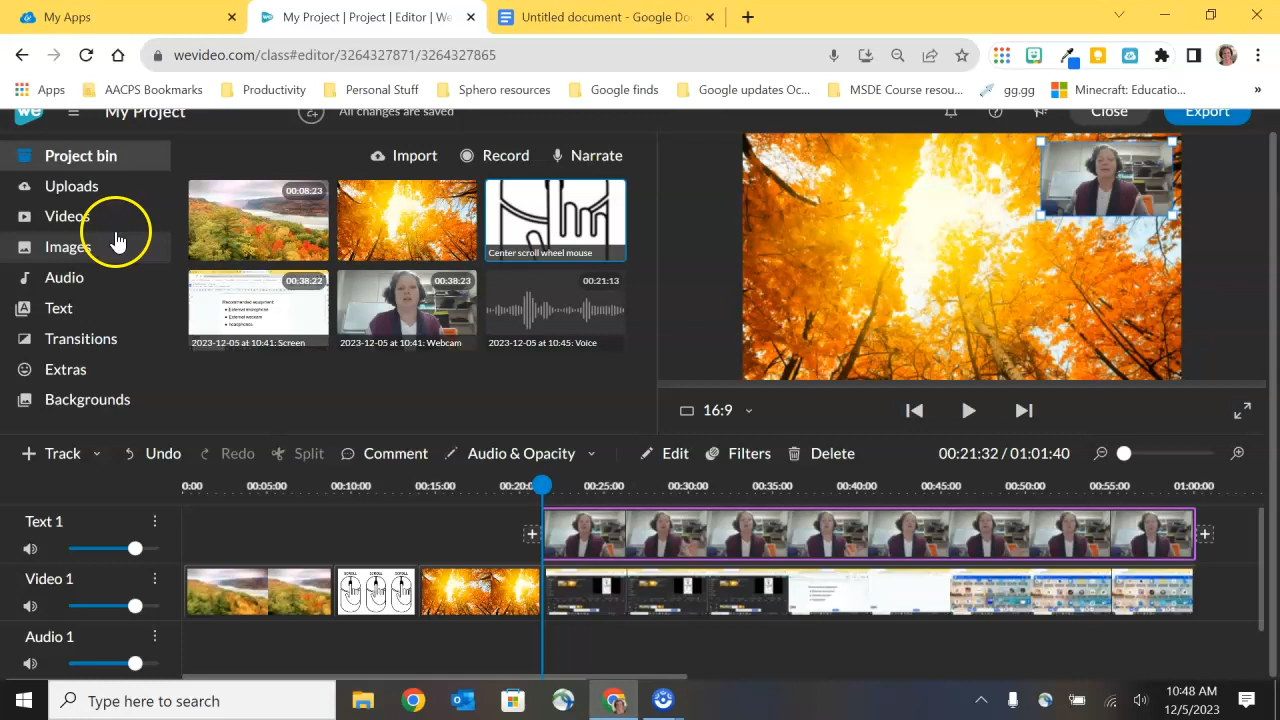 My Apps
My Project | Project | Editor | We
Untitled document - Google Do
wevideo.com/class#editor/3264327871/3264327865
Apps
AACPS Bookmarks
Productivity
Personal Stuff
Sphero resources
Google finds
Google updates Oc...
MSDE Course resou...
gg.gg
Minecraft: Educatio...
»
we
My Project
All changes are saved
Close
Export
Project bin
Import
Record
Narrate
Uploads
Videos
Images
Audio
Text
Transitions
Extras
Backgrounds
00:08:23
Center scroll wheel mouse
00:38:22
Recommended equipment:
• External microphone
• External webcam
• Headphones
2023-12-05 at 10:41: Screen
00:38:23
2023-12-05 at 10:41: Webcam
00:21:13
2023-12-05 at 10:45: Voice
16:9
Track
Undo
Redo
Split
Comment
Audio & Opacity
Edit
Filters
Delete
00:21:32 / 01:01:40
0:00
00:05:00
00:10:00
00:15:00
00:20:0
00:25:00
00:30:00
00:35:00
00:40:00
00:45:00
00:50:00
00:55:00
01:00:00
Text 1
Video 1
SCROLL
SCROLL
SCROLL
Audio 1
Type here to search
10:48 AM
12/5/2023